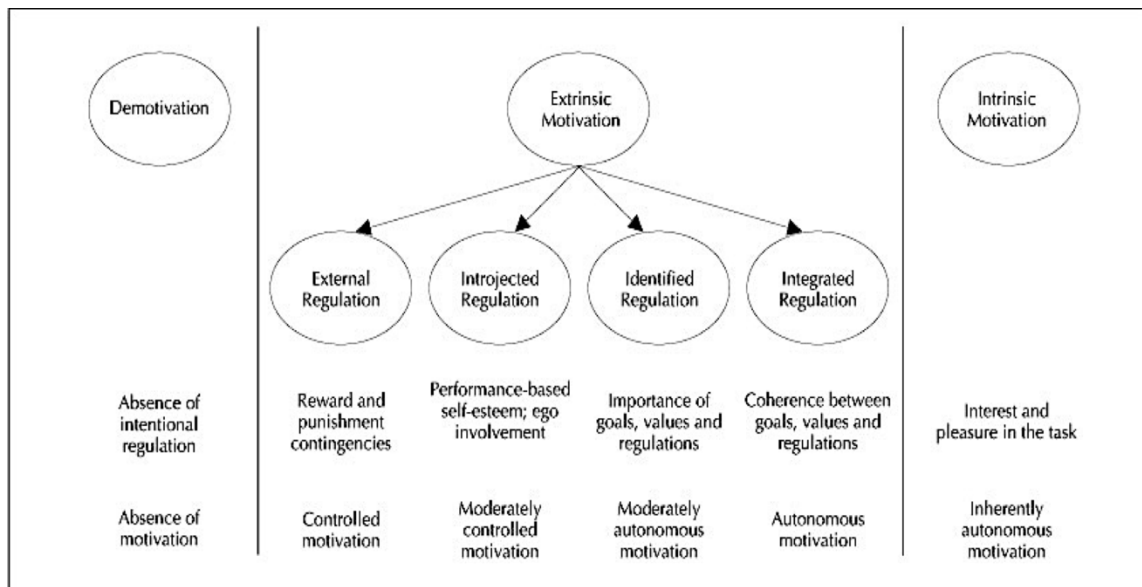 Demotivation
Extrinsic
Motivation
Intrinsic
Motivation
External
Regulation
Introjected
Regulation
Identified
Regulation
Integrated
Regulation
Absence of
intentional
regulation
Reward and
punishment
contingencies
Performance-based
self-esteem; ego
involvement
Importance of
goals, values and
regulations
Coherence between
goals, values and
regulations
Interest and
pleasure in the task
Absence of
motivation
Controlled
motivation
Moderately
controlled
motivation
Moderately
autonomous
motivation
Autonomous
motivation
Inherently
autonomous
motivation